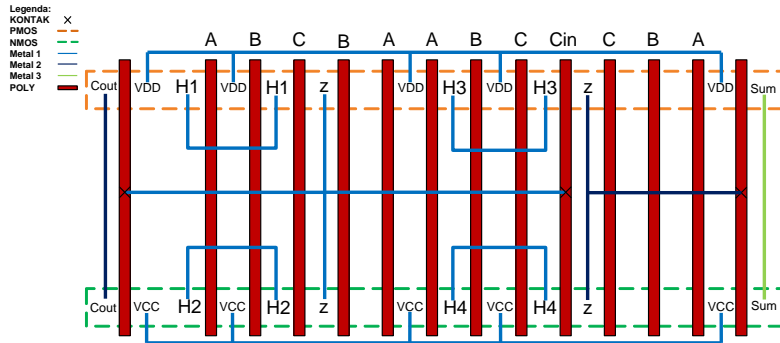 Legenda:
KONTAK
PMOS
NMOS
Metal 1
Metal 2
Metal 3
POLY
A B C B A A B C Cin C B A
Cout VDD H1 VDD H1 z VDD H3 VDD H3 z VDD Sum
Cout VCC H2 VCC H2 z VCC H4 VCC H4 z VCC Sum